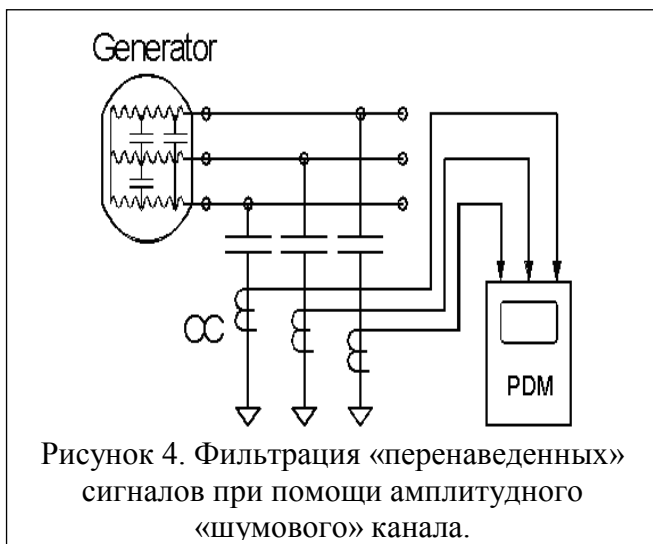 Generator
CC
PDM
Рисунок 4. Фильтрация «перенаведенных»
сигналов при помощи амплитудного
«шумового» канала.